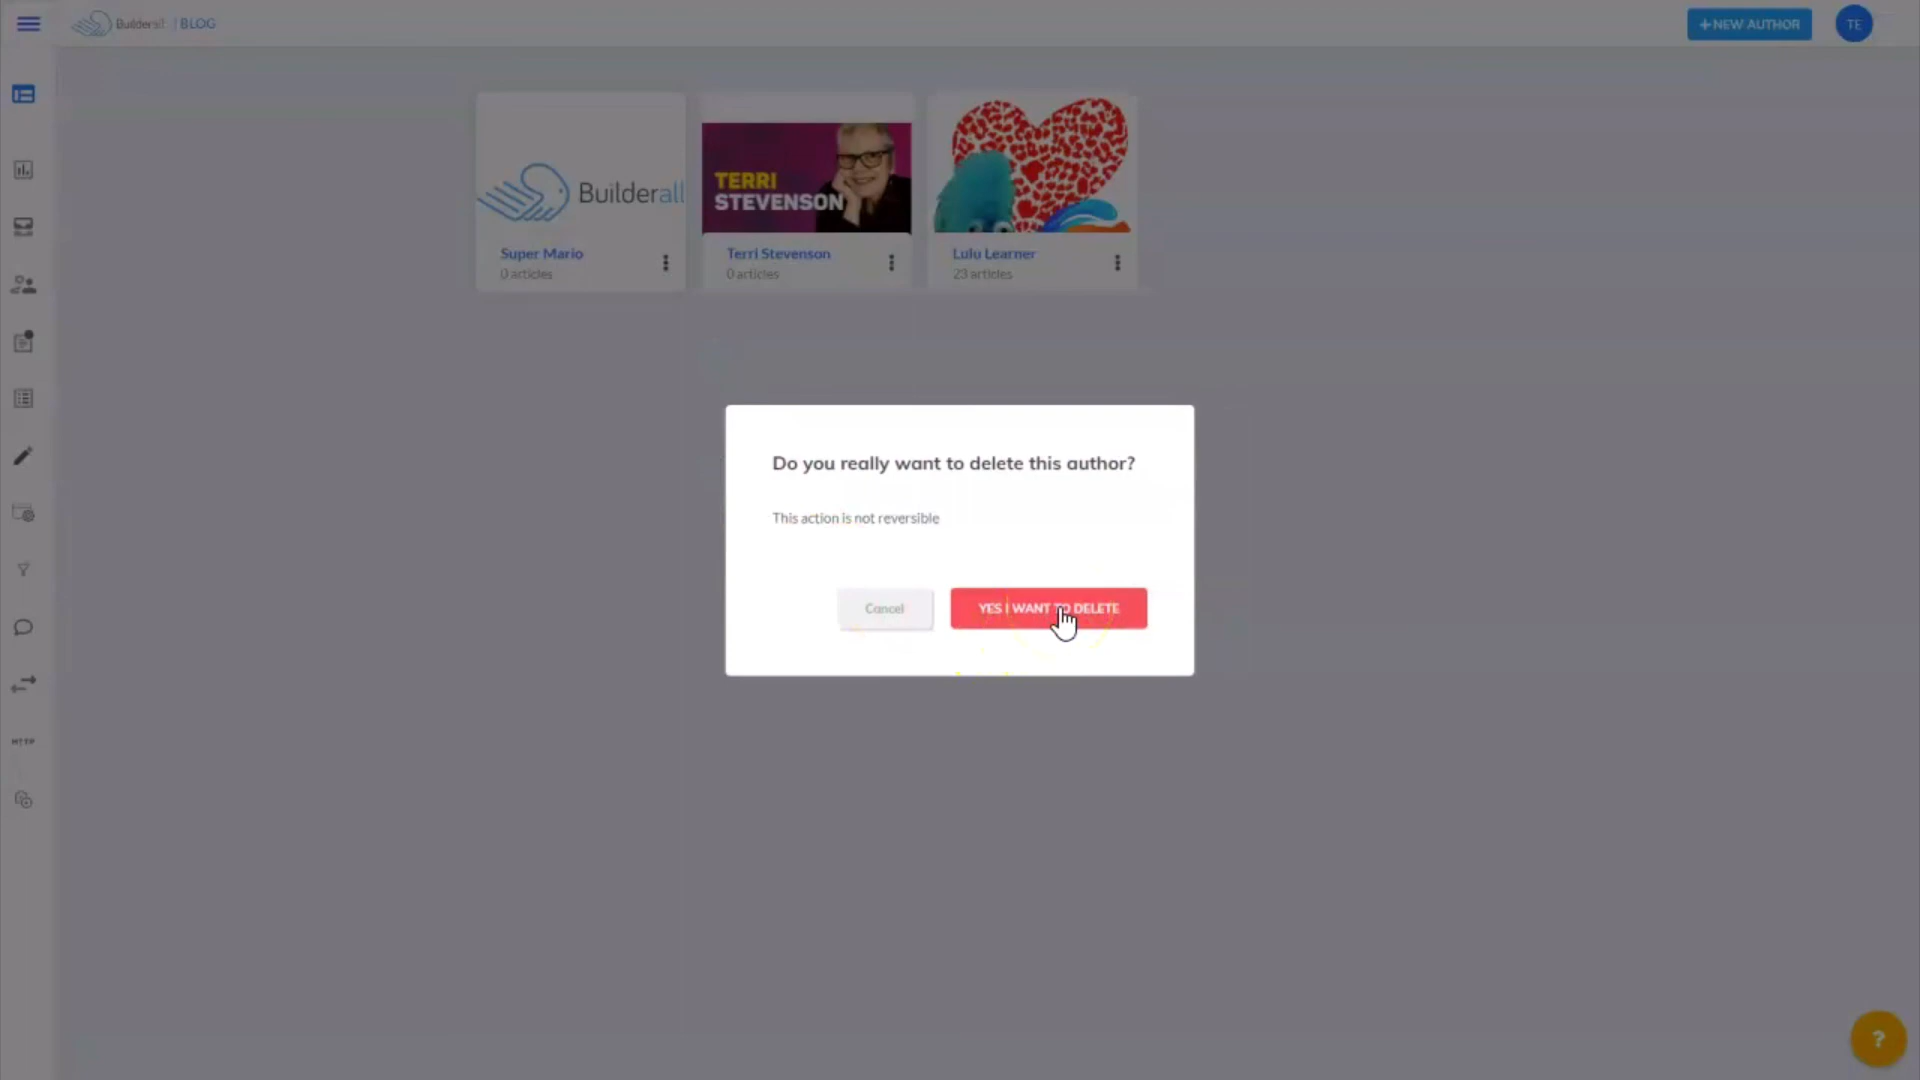 Builderall | BLOG
+ NEW AUTHOR
TE
Builderall
TERRI
STEVENSON
Super Mario
0 articles
Terri Stevenson
0 articles
Lulu Learner
23 articles
Do you really want to delete this author?
This action is not reversible
Cancel
YES I WANT TO DELETE
HTTP
?